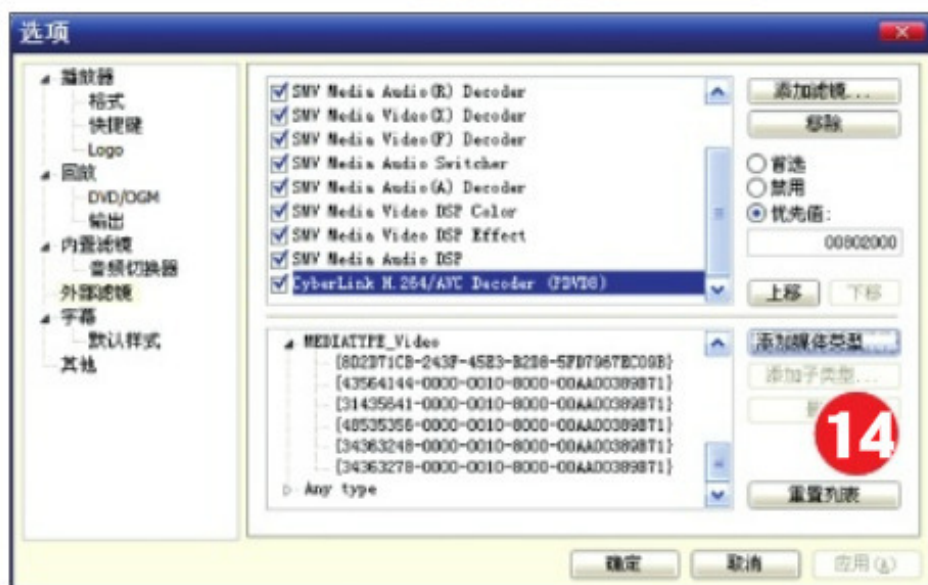 选项
播放器
格式
快捷键
Logo
回放
DVD/OGM
输出
内置滤镜
音频切换器
外部滤镜
字幕
默认样式
其他
SMV Media Audio(R) Decoder
SMV Media Video(X) Decoder
SMV Media Video(F) Decoder
SMV Media Audio Switcher
SMV Media Audio(A) Decoder
SMV Media Video DSP Color
SMV Media Video DSP Effect
SMV Media Audio DSP
CyberLink H.264/AVC Decoder (PDVD8)
添加滤镜...
移除
首选
禁用
优先值:
00802000
上移
下移
MEDIATYPE_Video
{8D2D71CB-243F-45E3-B2D8-5FD7967EC09B}
{43564144-0000-0010-8000-00AA00389B71}
{31435641-0000-0010-8000-00AA00389B71}
{48535356-0000-0010-8000-00AA00389B71}
{34363248-0000-0010-8000-00AA00389B71}
{34363278-0000-0010-8000-00AA00389B71}
Any type
添加媒体类型...
添加子类型...
14
重置列表
确定
取消
应用(A)